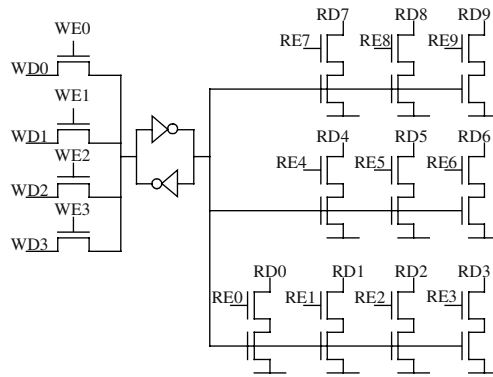 RD7 RD8 RD9
WE0
RE7 RE8 RE9
WD0
WE1
WD1 RD4 RD5 RD6
WE2
RE4 RE5 RE6
WD2
WE3
WD3
RD0 RD1 RD2 RD3
RE0 RE1 RE2 RE3